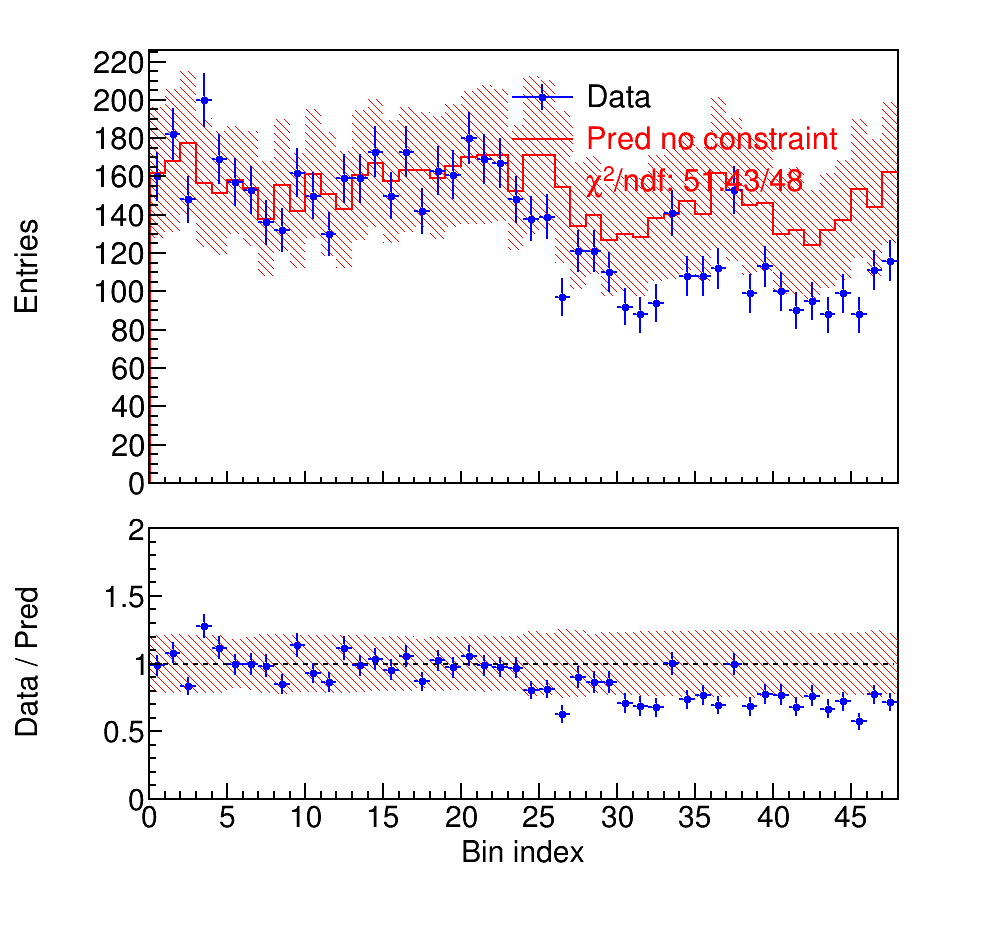 Entries
220
200
180
160
140
120
100
80
60
40
20
0
Data
Pred no constraint
χ²/ndf: 51.43/48
Data / Pred
2
1.5
1
0.5
0
0 5 10 15 20 25 30 35 40 45
Bin index